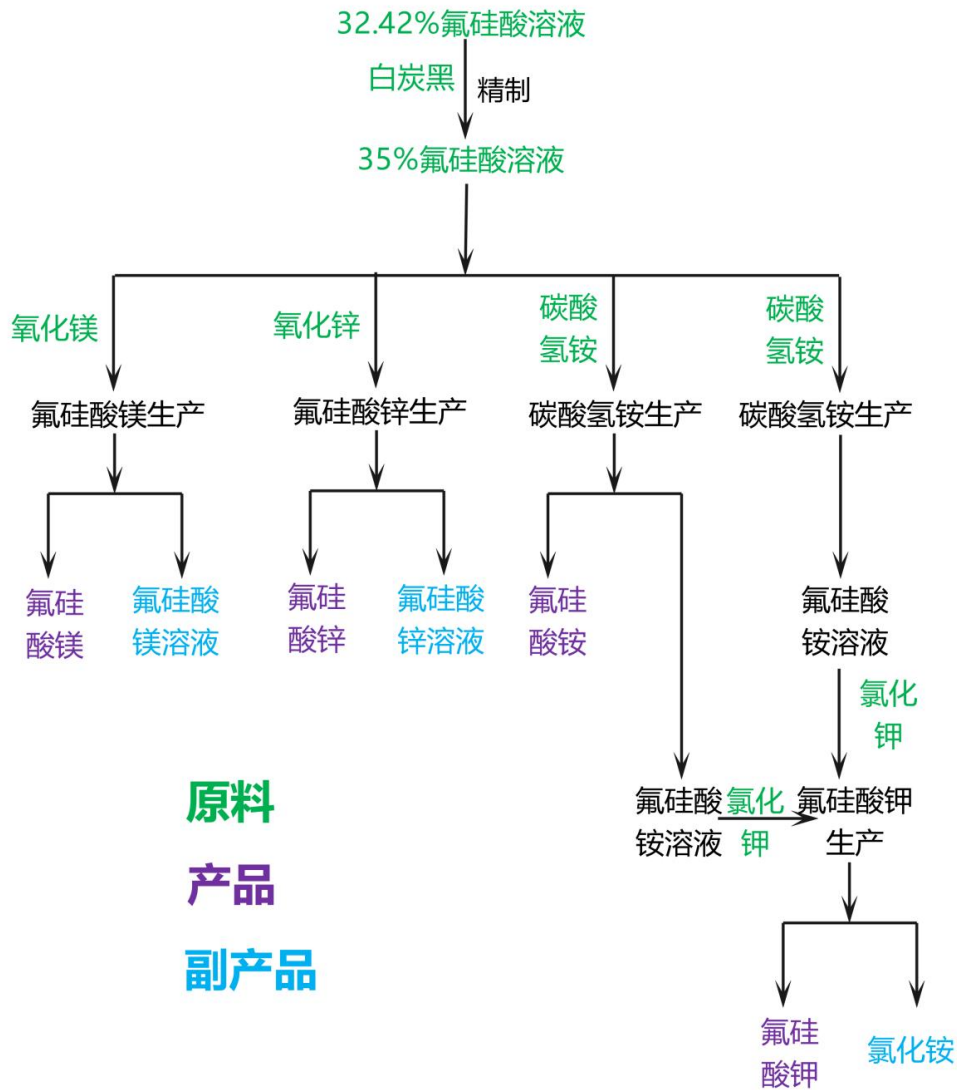 32.42%氟硅酸溶液
白炭黑
精制
35%氟硅酸溶液
氧化镁
氧化锌
碳酸
氢铵
碳酸
氢铵
氟硅酸镁生产
氟硅酸锌生产
碳酸氢铵生产
碳酸氢铵生产
氟硅
酸镁
氟硅酸
镁溶液
氟硅
酸锌
氟硅酸
锌溶液
氟硅
酸铵
氟硅酸
铵溶液
氯化
钾
氟硅酸
铵溶液
氯化
钾
氟硅酸钾
生产
原料
产品
副产品
氟硅
酸钾
氯化铵